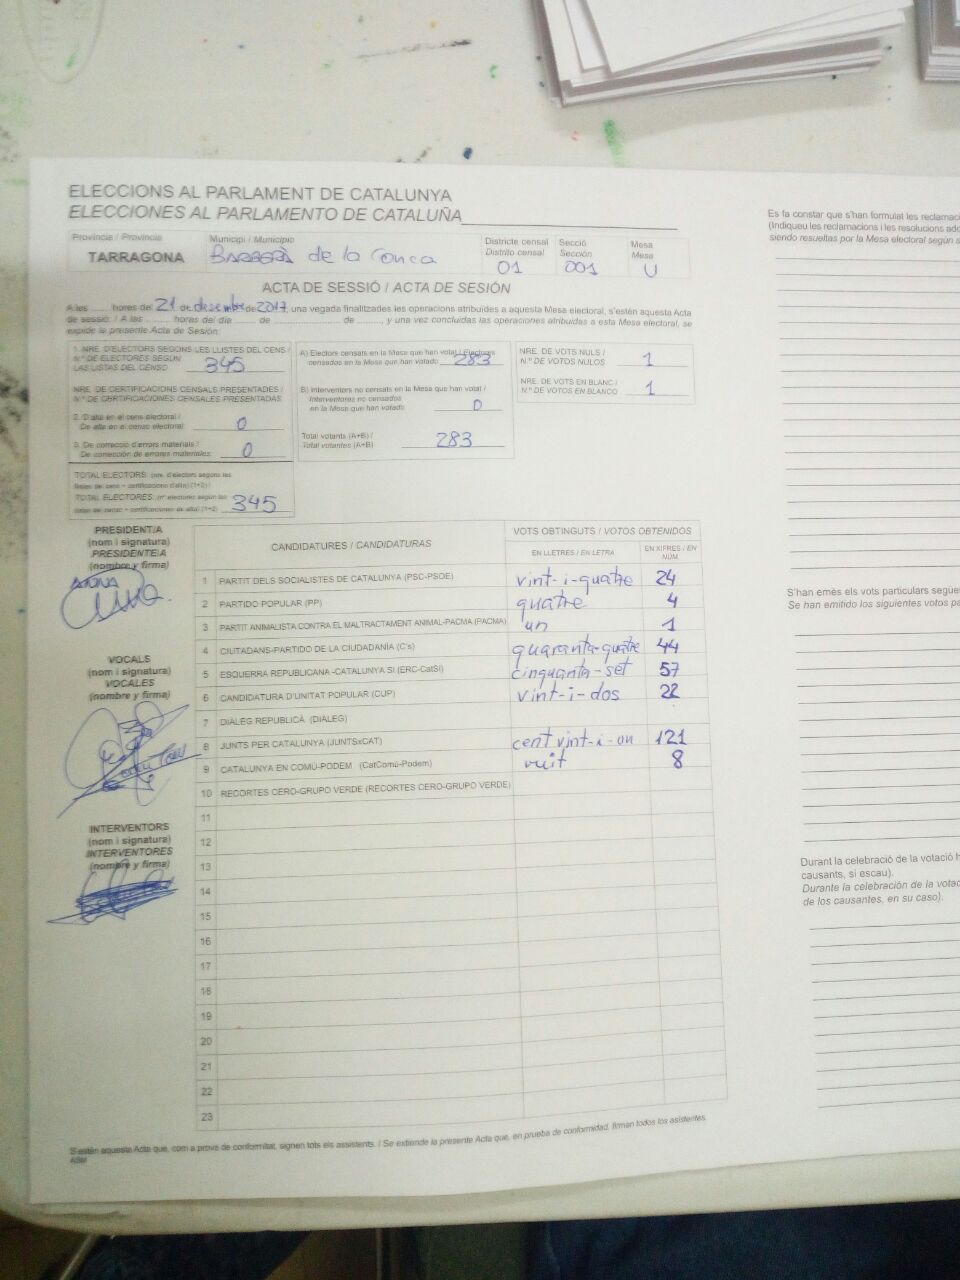 ELECCIONS AL PARLAMENT DE CATALUNYA
ELECCIONES AL PARLAMENTO DE CATALUÑA
Província / Provincia
TARRAGONA
Municipi / Municipio
BARBERÀ de la Conca
Districte censal
Distrito censal
01
Secció
Sección
001
Mesa
Mesa
U
ACTA DE SESSIÓ / ACTA DE SESIÓN
A les ...... hores del 21 de desembre de 2017, una vegada finalitzades les operacions atribuïdes a aquesta Mesa electoral, s'estén aquesta Acta
de sessió. / A las ........ horas del día ...... de .................. de ......., y una vez concluidas las operaciones atribuidas a esta Mesa electoral, se
expide la presente Acta de Sesión:
1. NRE. D'ELECTORS SEGONS LES LLISTES DEL CENS /
N.º DE ELECTORES SEGÚN
LAS LISTAS DEL CENSO 345
NRE. DE CERTIFICACIONS CENSALS PRESENTADES /
N.º DE CERTIFICACIONES CENSALES PRESENTADAS
2. D'alta en el cens electoral /
De alta en el censo electoral 0
3. De correcció d'errors materials /
De corrección de errores materiales 0
TOTAL ELECTORS: (nre. d'electors segons les
llistes del cens + certificacions d'alta) (1+2) /
TOTAL ELECTORES: (nº electores según las
listas del censo + certificaciones de alta) (1+2) 345
A) Electors censats en la Mesa que han votat / Electores
censados en la Mesa que han votado 283
B) Interventors no censats en la Mesa que han votat /
Interventores no censados
en la Mesa que han votado 0
Total votants (A+B) /
Total votantes (A+B) 283
NRE. DE VOTS NULS /
N.º DE VOTOS NULOS 1
NRE. DE VOTS EN BLANC /
N.º DE VOTOS EN BLANCO 1
PRESIDENT/A
(nom i signatura)
PRESIDENTE/A
(nombre y firma)
ANNA
VOCALS
(nom i signatura)
VOCALES
(nombre y firma)
INTERVENTORS
(nom i signatura)
INTERVENTORES
(nombre y firma)
CANDIDATURES / CANDIDATURAS
VOTS OBTINGUTS / VOTOS OBTENIDOS
EN LLETRES / EN LETRA
EN XIFRES / EN NÚM.
1 PARTIT DELS SOCIALISTES DE CATALUNYA (PSC-PSOE) vint-i-quatre 24
2 PARTIDO POPULAR (PP) quatre 4
3 PARTIT ANIMALISTA CONTRA EL MALTRACTAMENT ANIMAL-PACMA (PACMA) un 1
4 CIUTADANS-PARTIDO DE LA CIUDADANÍA (C's) quaranta-quatre 44
5 ESQUERRA REPUBLICANA -CATALUNYA SI (ERC-CatSí) cinquanta-set 57
6 CANDIDATURA D'UNITAT POPULAR (CUP) vint-i-dos 22
7 DIÀLEG REPUBLICÀ (DIÀLEG)
8 JUNTS PER CATALUNYA (JUNTSxCAT) cent vint-i-un 121
9 CATALUNYA EN COMÚ-PODEM (CatComú-Podem) vuit 8
10 RECORTES CERO-GRUPO VERDE (RECORTES CERO-GRUPO VERDE)
11
12
13
14
15
16
17
18
19
20
21
22
23
S'estén aquesta Acta que, com a prova de conformitat, signen tots els assistents. / Se extiende la presente Acta que, en prueba de conformidad, firman todos los asistentes.
Es fa constar que s'han formulat les reclamaci
(Indiqueu les reclamacions i les resolucions ado
siendo resueltas por la Mesa electoral según s
S'han emès els vots particulars següe
Se han emitido los siguientes votos pa
Durant la celebració de la votació h
causants, si escau).
Durante la celebración de la votac
de los causantes, en su caso).